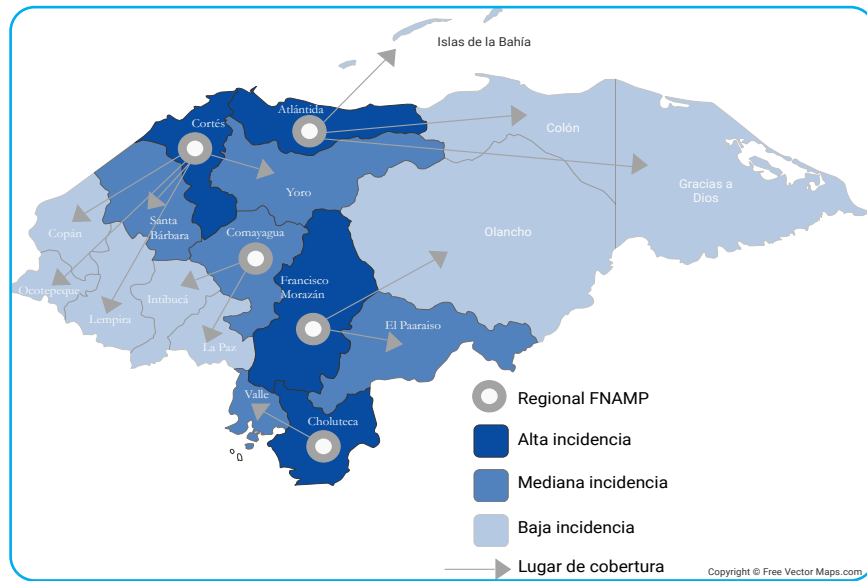 Islas de la Bahía
Atlántida
Cortés
Colón
Yoro
Gracias a
Dios
Santa
Bárbara
Copán
Comayagua
Olancho
Ocotepeque
Intibucá
Francisco
Morazán
Lempira
El Paaraiso
La Paz
Valle
Choluteca
Regional FNAMP
Alta incidencia
Mediana incidencia
Baja incidencia
Lugar de cobertura
Copyright © Free Vector Maps.com